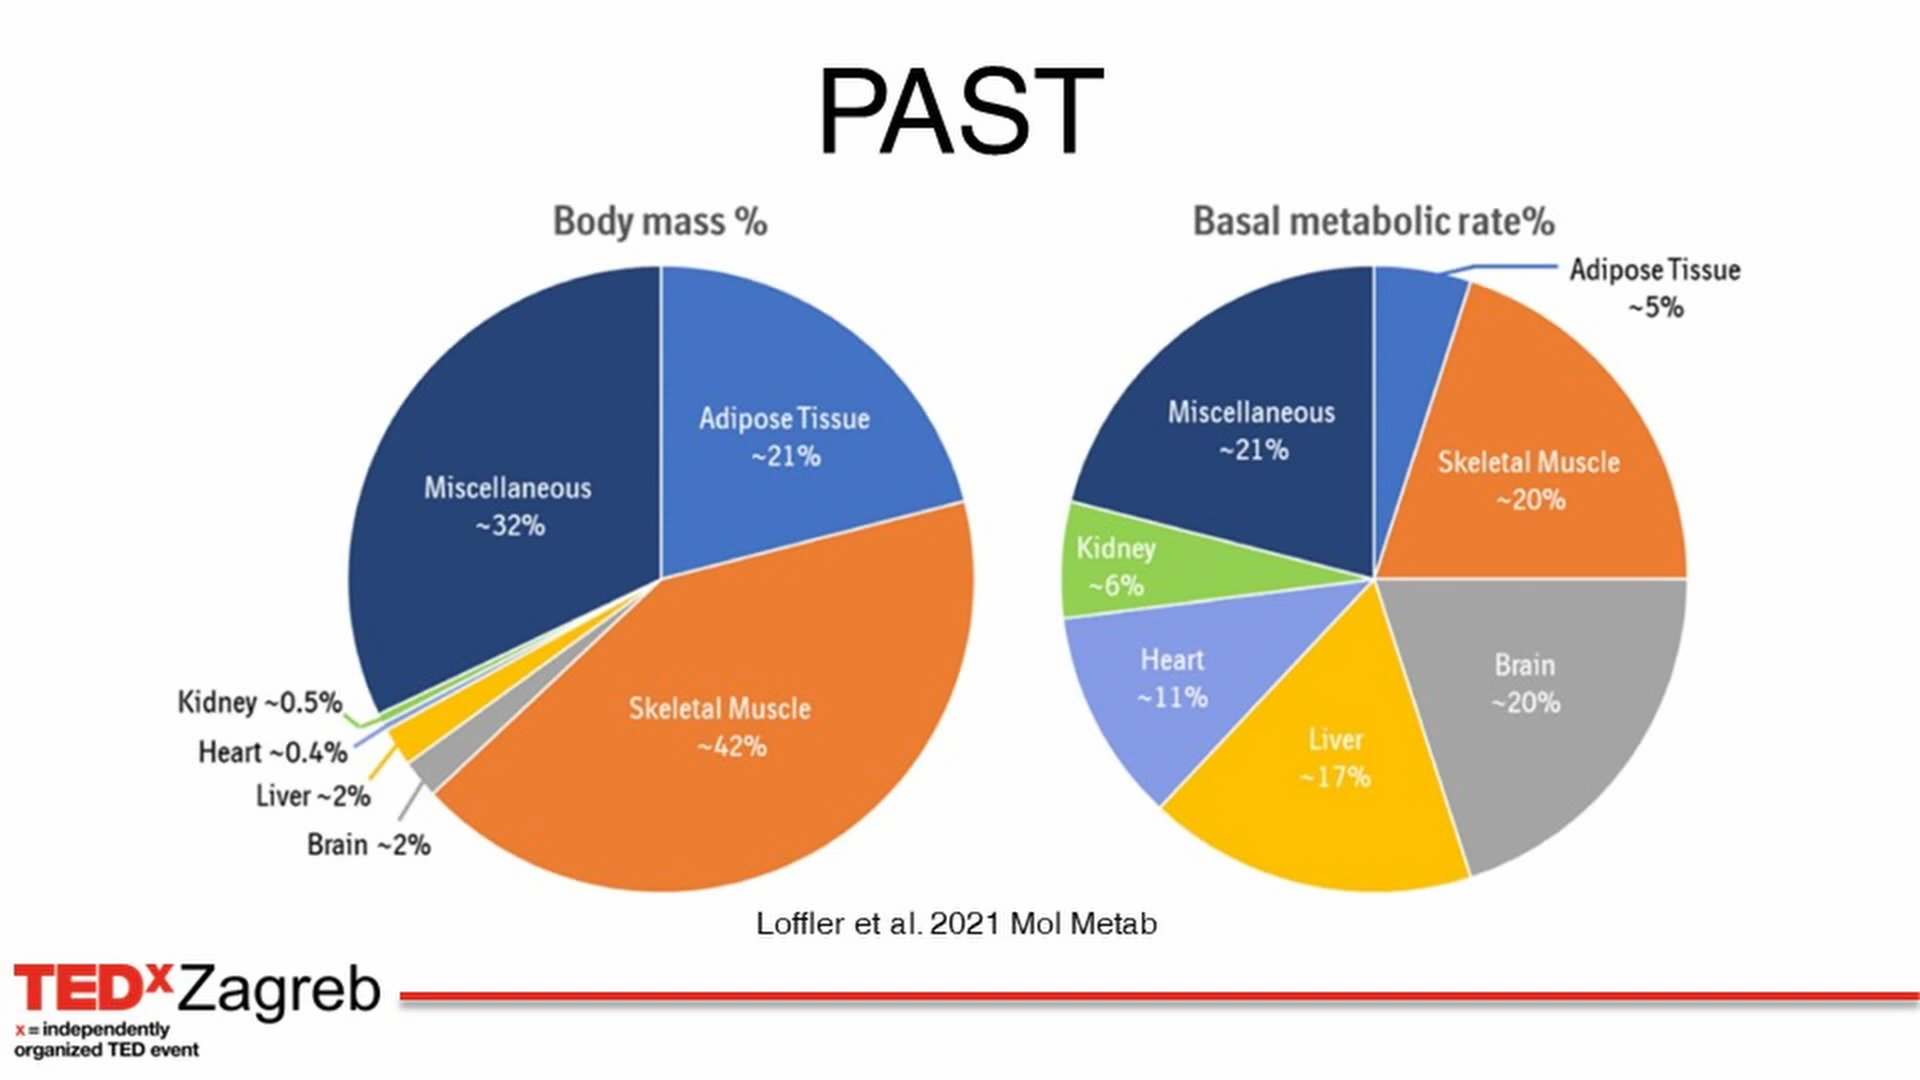 PAST
Body mass %
Adipose Tissue
~21%
Skeletal Muscle
~42%
Brain ~2%
Liver ~2%
Heart ~0.4%
Kidney ~0.5%
Miscellaneous
~32%
Basal metabolic rate%
Adipose Tissue
~5%
Skeletal Muscle
~20%
Brain
~20%
Liver
~17%
Heart
~11%
Kidney
~6%
Miscellaneous
~21%
Loffler et al. 2021 Mol Metab
TEDxZagreb
x = independently
organized TED event